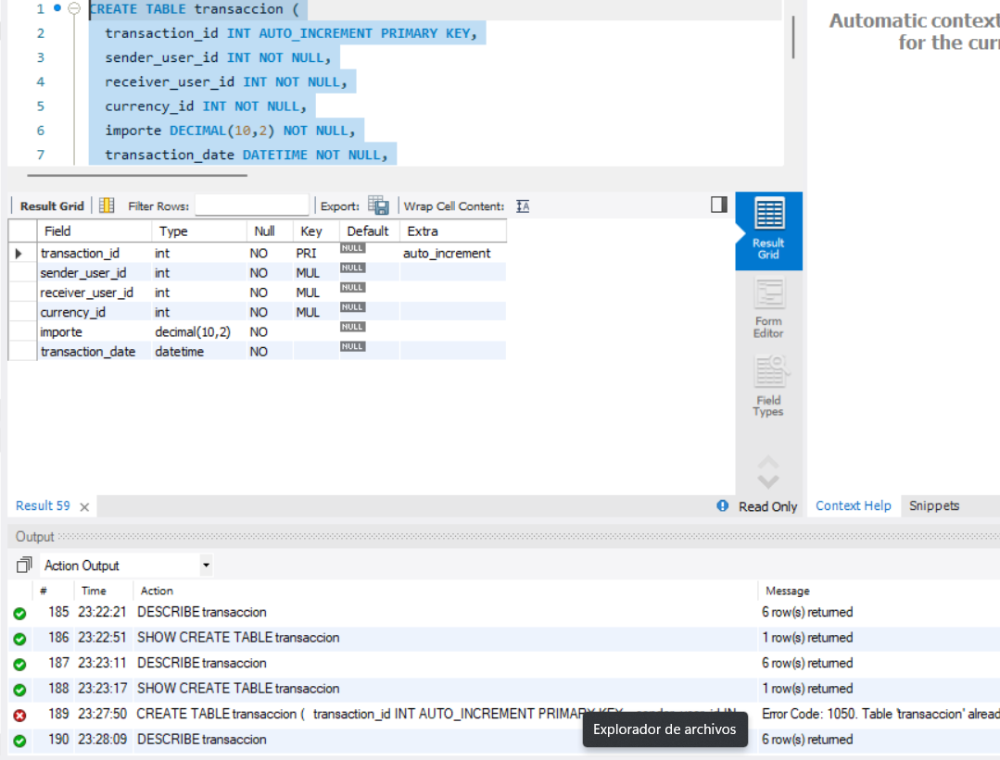 1 CREATE TABLE transaccion (
2 transaction_id INT AUTO_INCREMENT PRIMARY KEY,
3 sender_user_id INT NOT NULL,
4 receiver_user_id INT NOT NULL,
5 currency_id INT NOT NULL,
6 importe DECIMAL(10,2) NOT NULL,
7 transaction_date DATETIME NOT NULL,
Automatic context
for the curr
Result Grid Filter Rows: Export: Wrap Cell Content: IA
Field Type Null Key Default Extra
transaction_id int NO PRI NULL auto_increment
sender_user_id int NO MUL NULL
receiver_user_id int NO MUL NULL
currency_id int NO MUL NULL
importe decimal(10,2) NO NULL
transaction_date datetime NO NULL
Result
Grid
Form
Editor
Field
Types
Result 59 Read Only Context Help Snippets
Output
Action Output
# Time Action Message
185 23:22:21 DESCRIBE transaccion 6 row(s) returned
186 23:22:51 SHOW CREATE TABLE transaccion 1 row(s) returned
187 23:23:11 DESCRIBE transaccion 6 row(s) returned
188 23:23:17 SHOW CREATE TABLE transaccion 1 row(s) returned
189 23:27:50 CREATE TABLE transaccion ( transaction_id INT AUTO_INCREMENT PRIMARY KEY Error Code: 1050. Table 'transaccion' alread
190 23:28:09 DESCRIBE transaccion 6 row(s) returned
Explorador de archivos